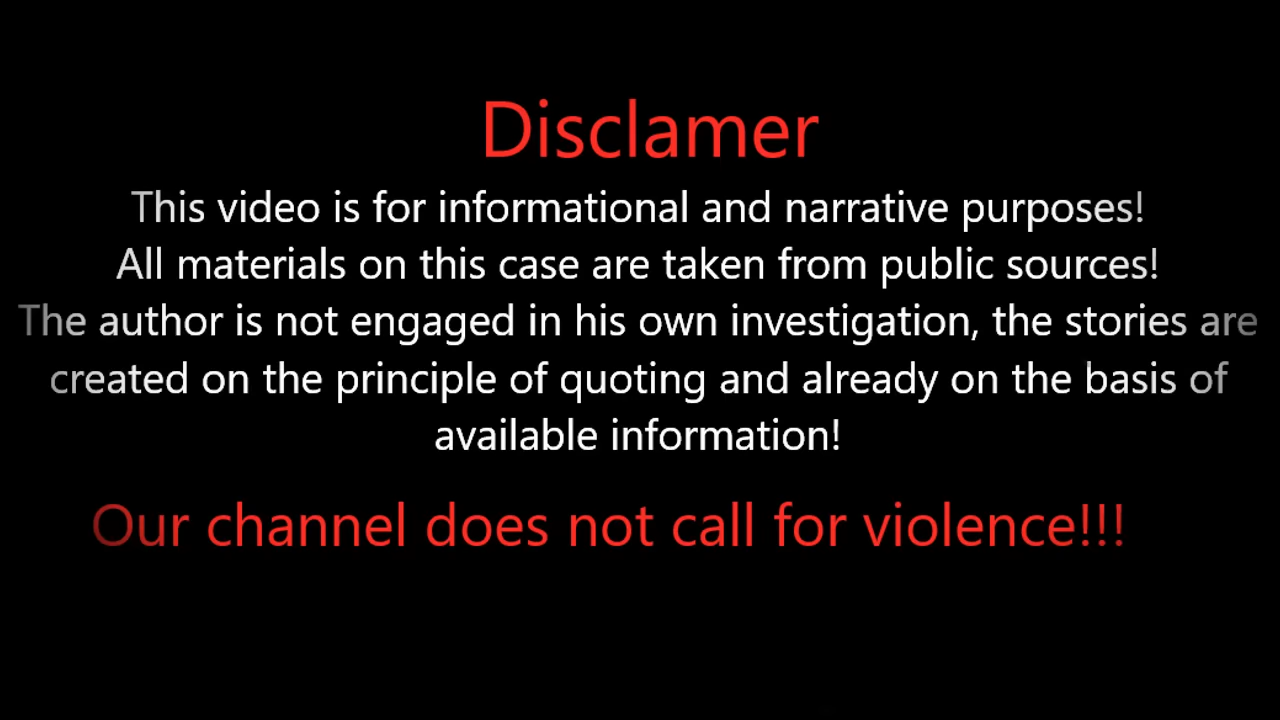 Disclamer
This video is for informational and narrative purposes!
All materials on this case are taken from public sources!
The author is not engaged in his own investigation, the stories are
created on the principle of quoting and already on the basis of
available information!
Our channel does not call for violence!!!